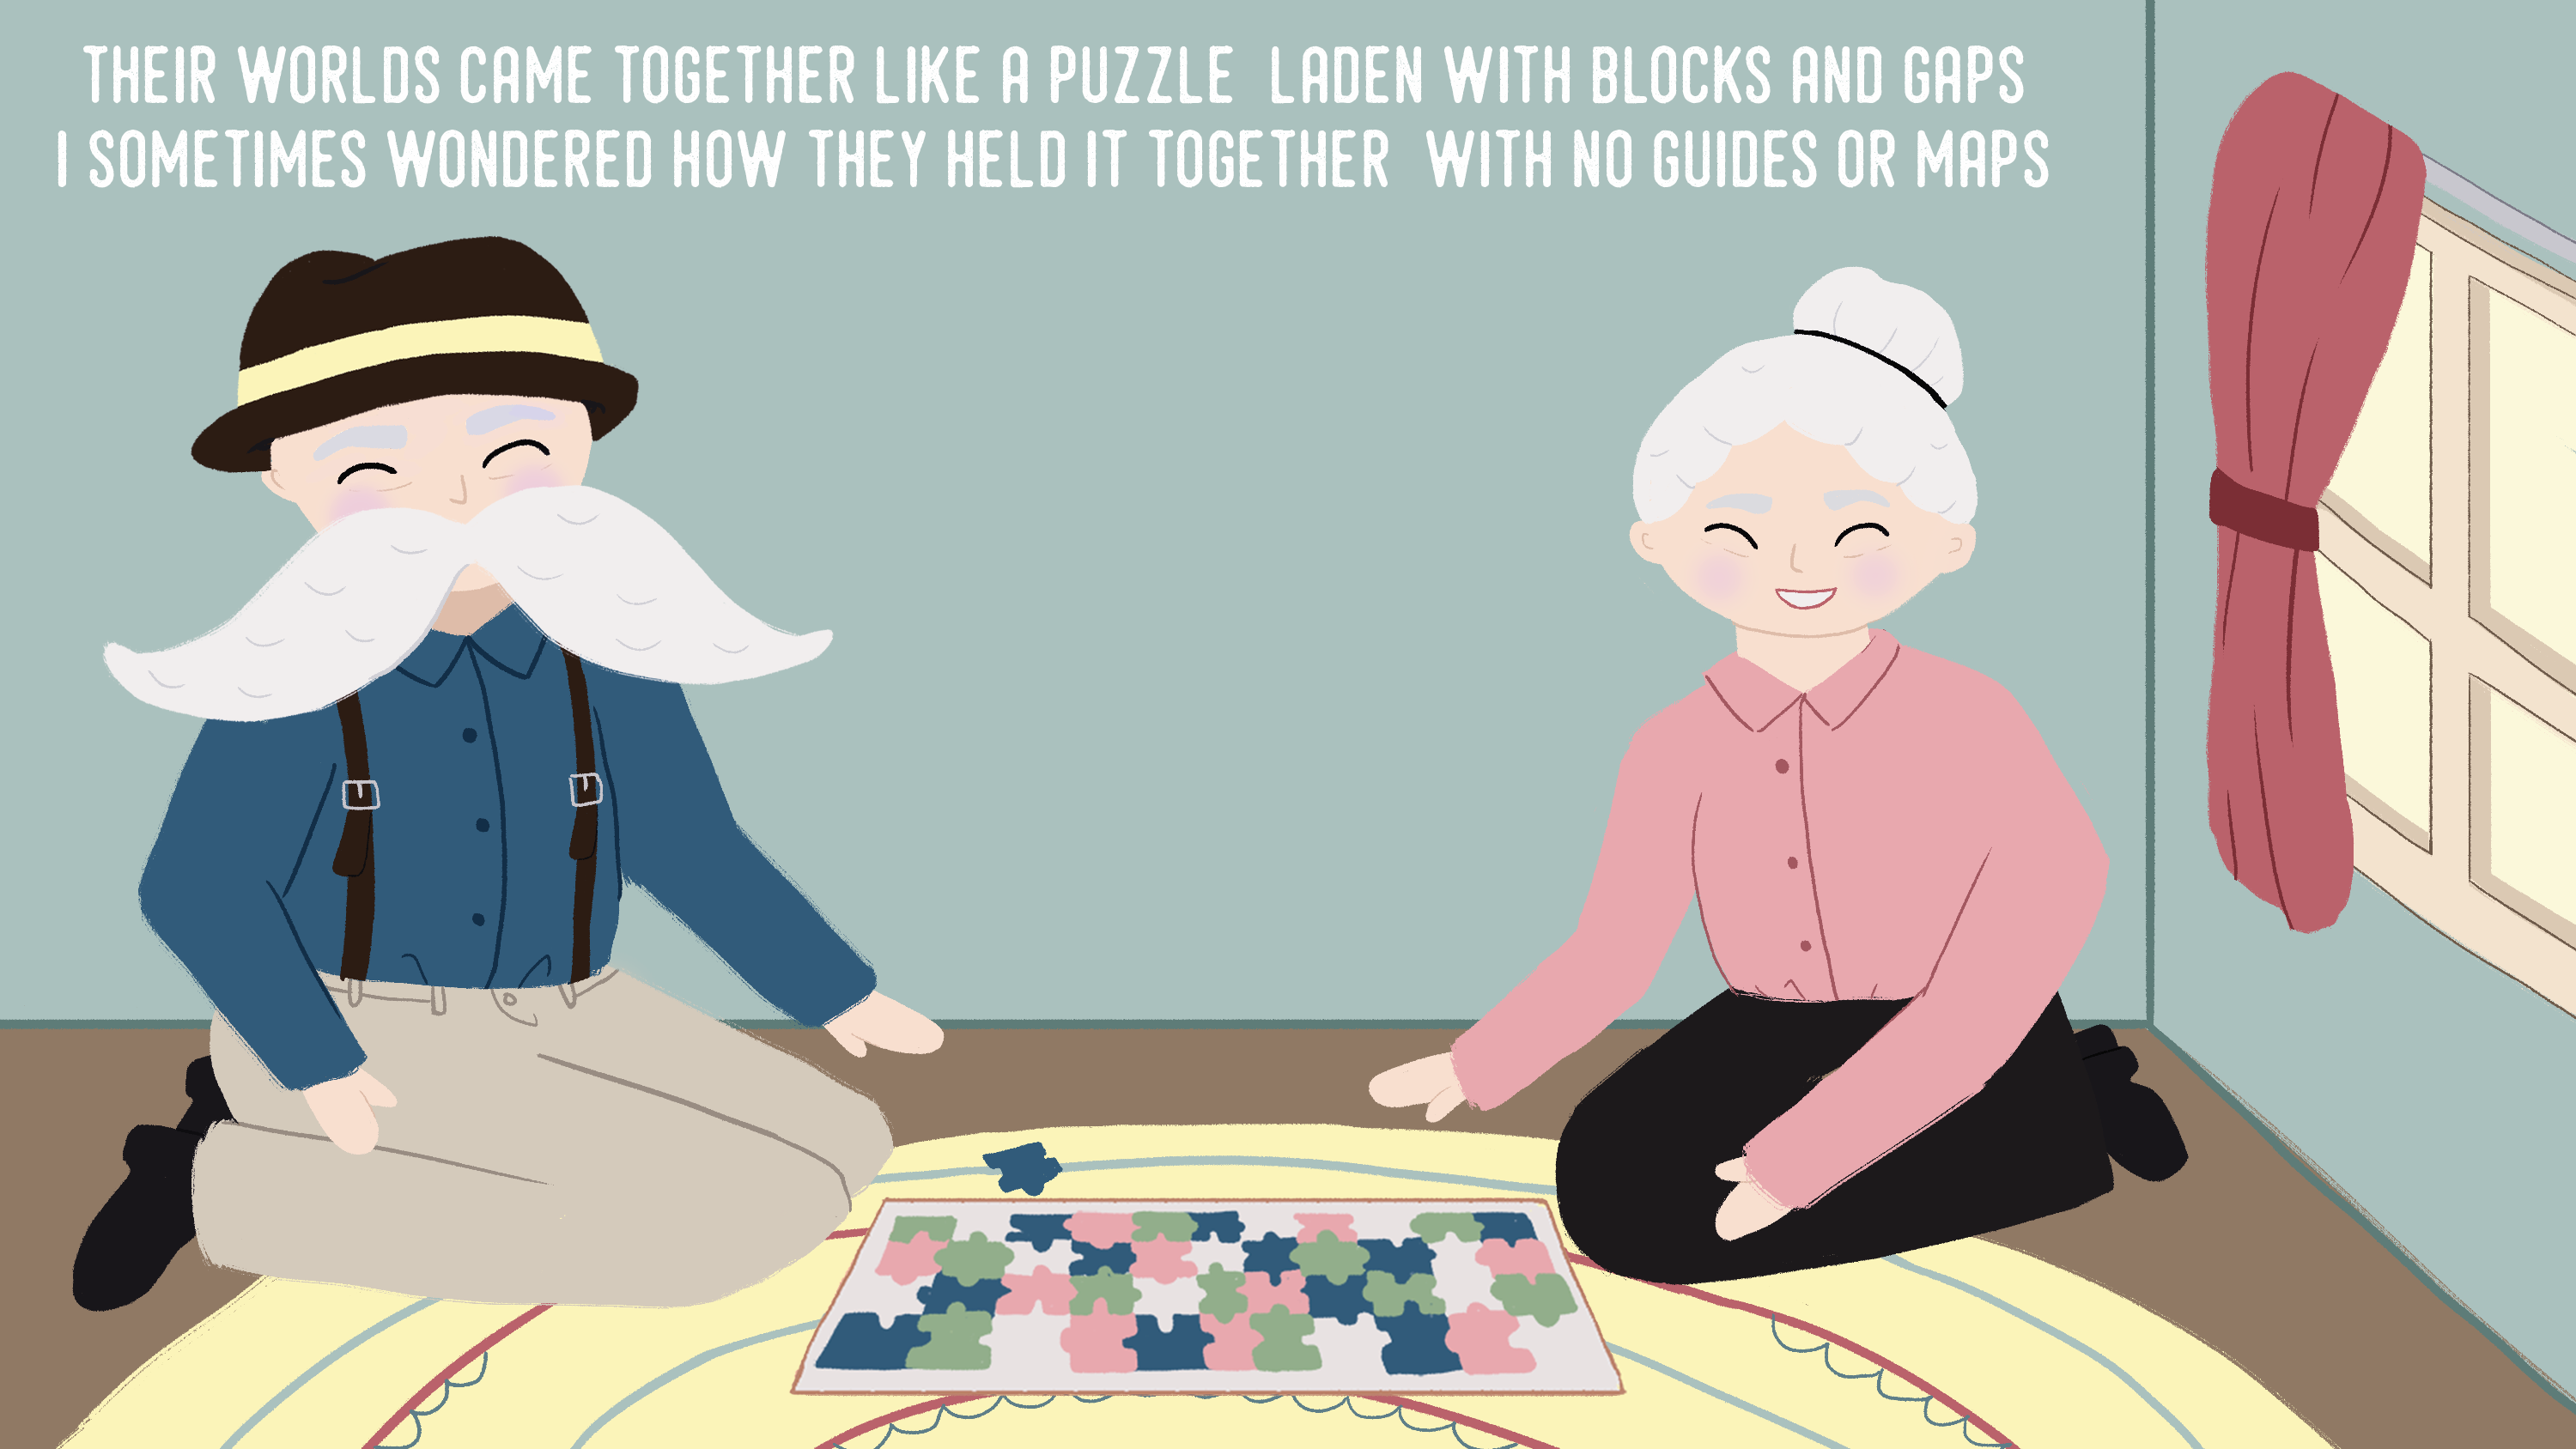 THEIR WORLDS CAME TOGETHER LIKE A PUZZLE LADEN WITH BLOCKS AND GAPS
I SOMETIMES WONDERED HOW THEY HELD IT TOGETHER WITH NO GUIDES OR MAPS